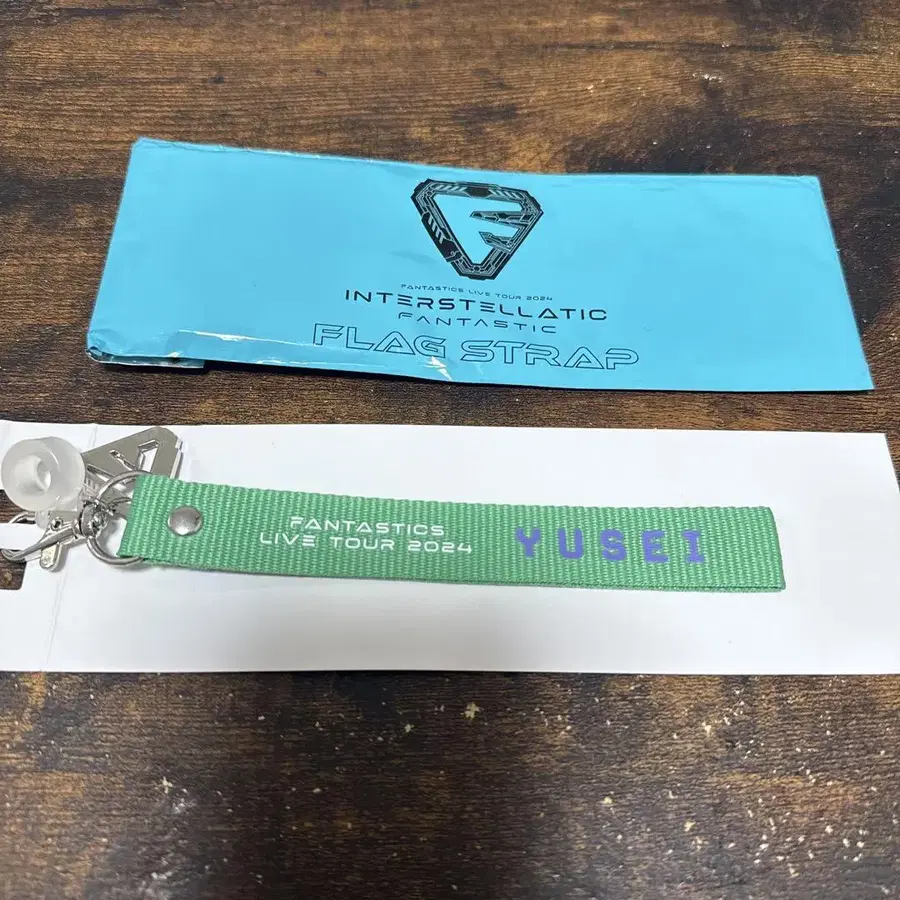 FANTASTICS LIVE TOUR 2024
INTERSTELLATIC
FANTASTIC
FLAG STRAP
FANTASTICS
LIVE TOUR 2024
YUSEI